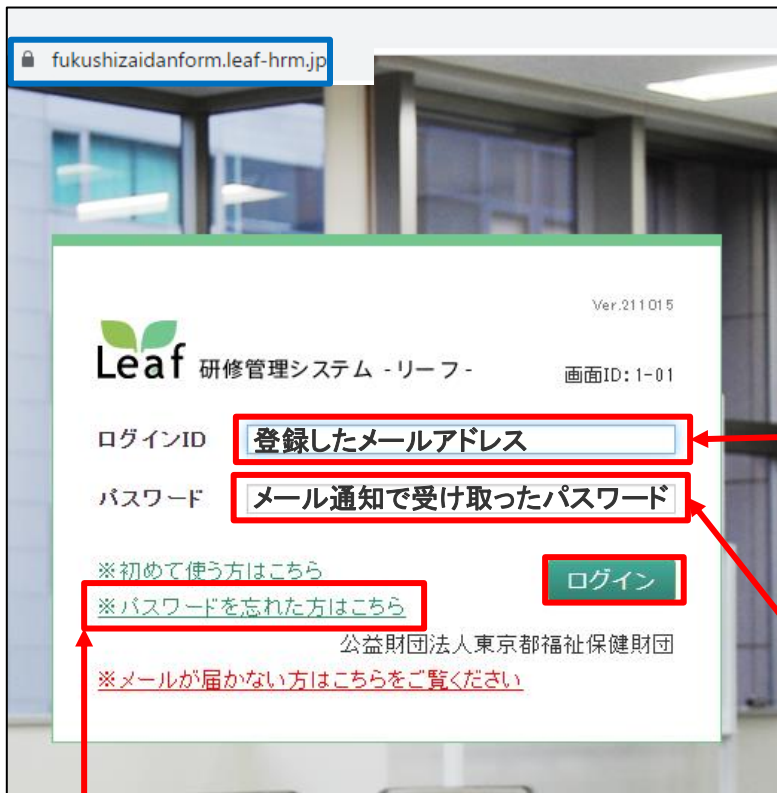 fukushizaidanform.leaf-hrm.jp
Ver.211015
Leaf 研修管理システム -リーフ-
画面ID:1-01
ログインID 登録したメールアドレス
パスワード メール通知で受け取ったパスワード
※初めて使う方はこちら
ログイン
※パスワードを忘れた方はこちら
公益財団法人東京都福祉保健財団
※メールが届かない方はこちらをご覧ください